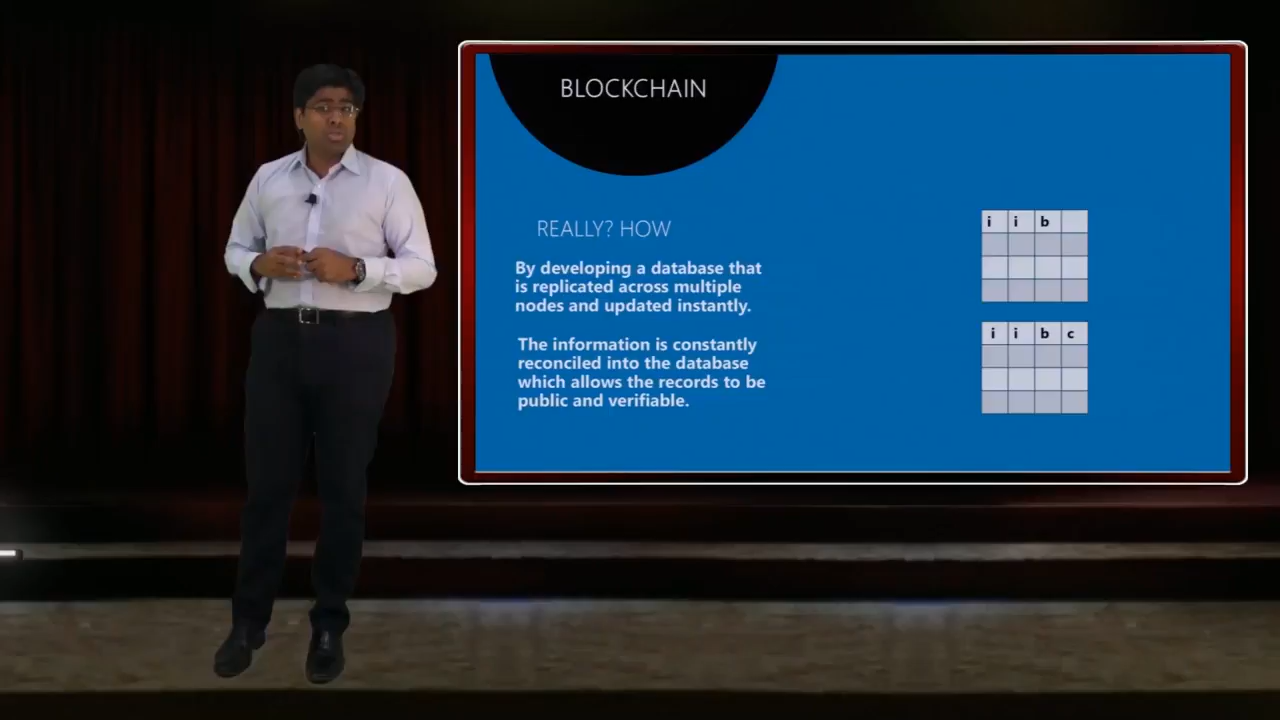 BLOCKCHAIN
REALLY? HOW
By developing a database that
is replicated across multiple
nodes and updated instantly.
The information is constantly
reconciled into the database
which allows the records to be
public and verifiable.
i i b
i i b c